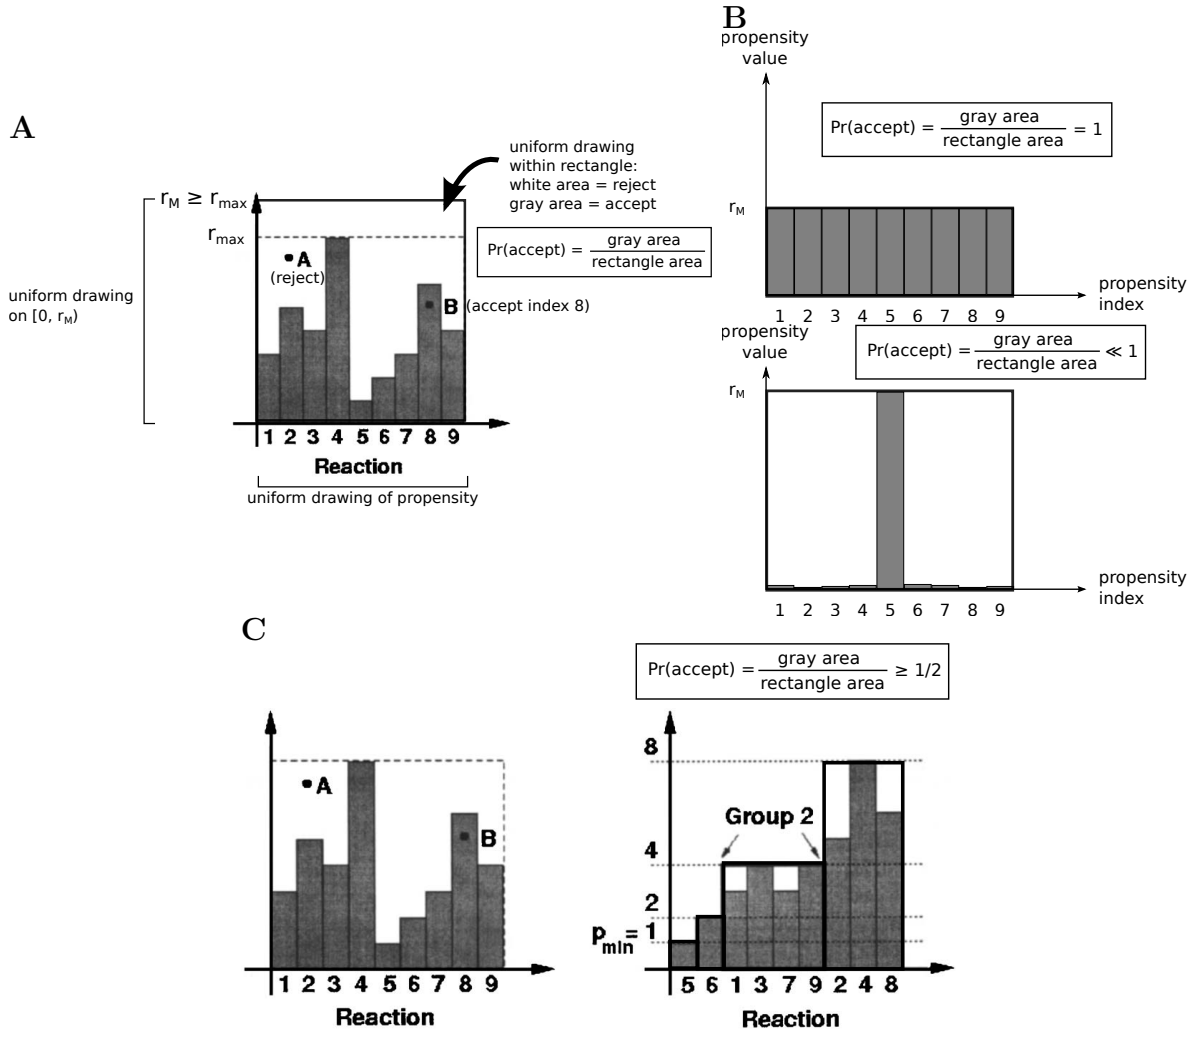 A
uniform drawing
within rectangle:
white area = reject
gray area = accept
r_M ≥ r_max
r_max
Pr(accept) = gray area / rectangle area
A
(reject)
B (accept index 8)
uniform drawing
on [0, r_M)
1 2 3 4 5 6 7 8 9
Reaction
uniform drawing of propensity
B
propensity
value
Pr(accept) = gray area / rectangle area = 1
r_M
propensity
index
1 2 3 4 5 6 7 8 9
propensity
value
Pr(accept) = gray area / rectangle area ≪ 1
r_M
propensity
index
1 2 3 4 5 6 7 8 9
C
A
B
1 2 3 4 5 6 7 8 9
Reaction
Pr(accept) = gray area / rectangle area ≥ 1/2
8
Group 2
4
2
p_min = 1
5 6 1 3 7 9 2 4 8
Reaction